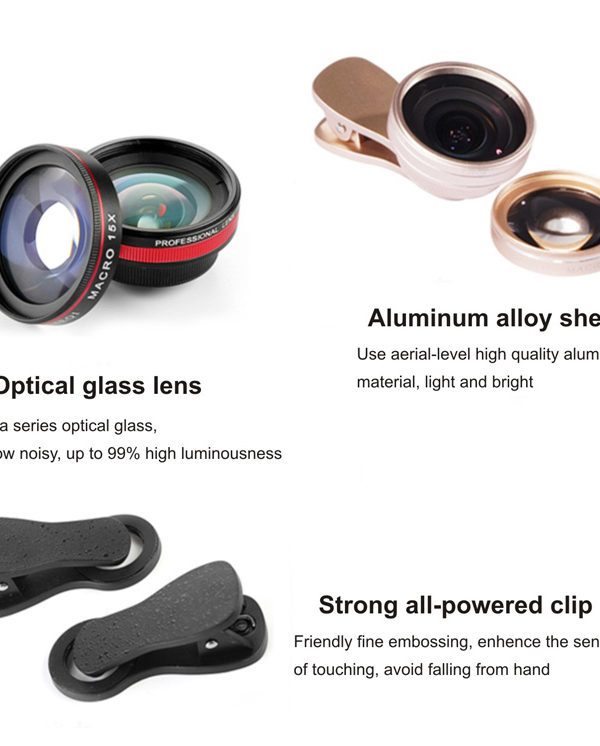 MACRO 15X
PROFESSIONAL LENS
Aluminum alloy she
Use aerial-level high quality alum
material, light and bright
Optical glass lens
a series optical glass,
ow noisy, up to 99% high luminousness
Strong all-powered clip
Friendly fine embossing, enhence the sen
of touching, avoid falling from hand